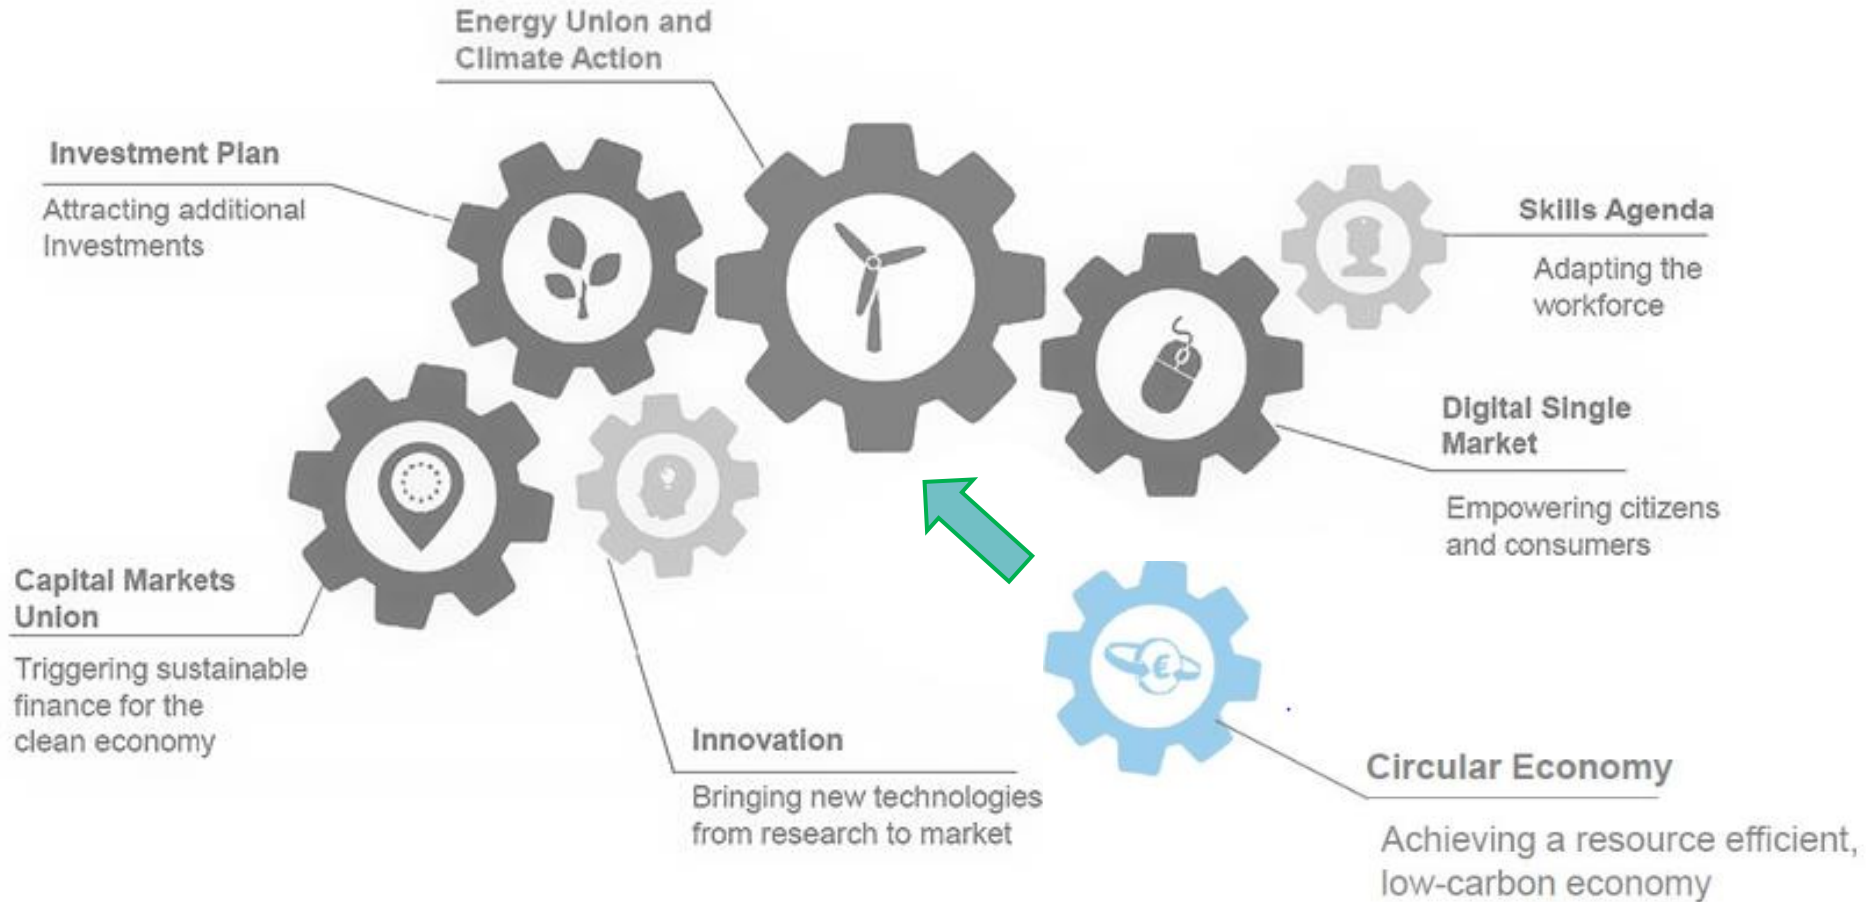 Energy Union and
Climate Action
Investment Plan
Attracting additional
Investments
Skills Agenda
Adapting the
workforce
Digital Single
Market
Empowering citizens
and consumers
Capital Markets
Union
Triggering sustainable
finance for the
clean economy
Innovation
Bringing new technologies
from research to market
€
Circular Economy
Achieving a resource efficient,
low-carbon economy